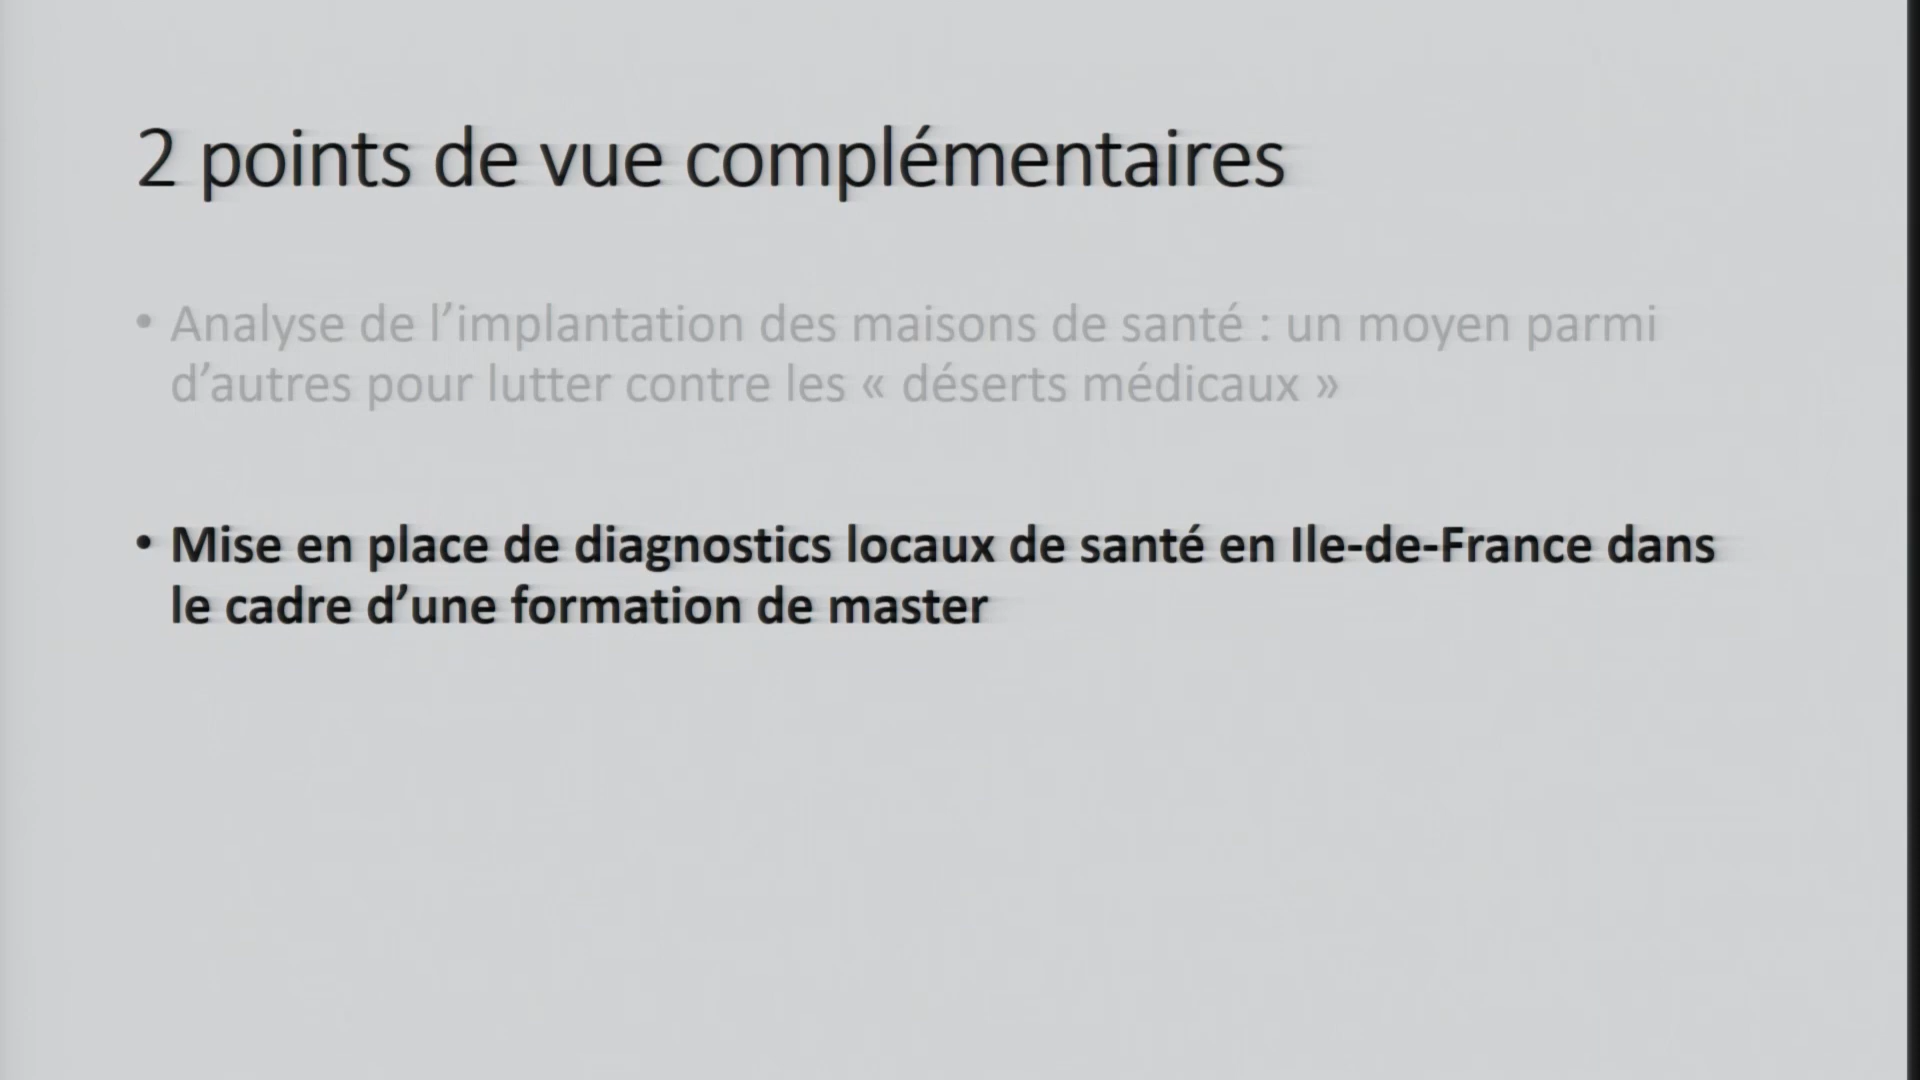 2 points de vue complémentaires
• Analyse de l’implantation des maisons de santé : un moyen parmi
d’autres pour lutter contre les « déserts médicaux »
• Mise en place de diagnostics locaux de santé en Ile-de-France dans
le cadre d’une formation de master